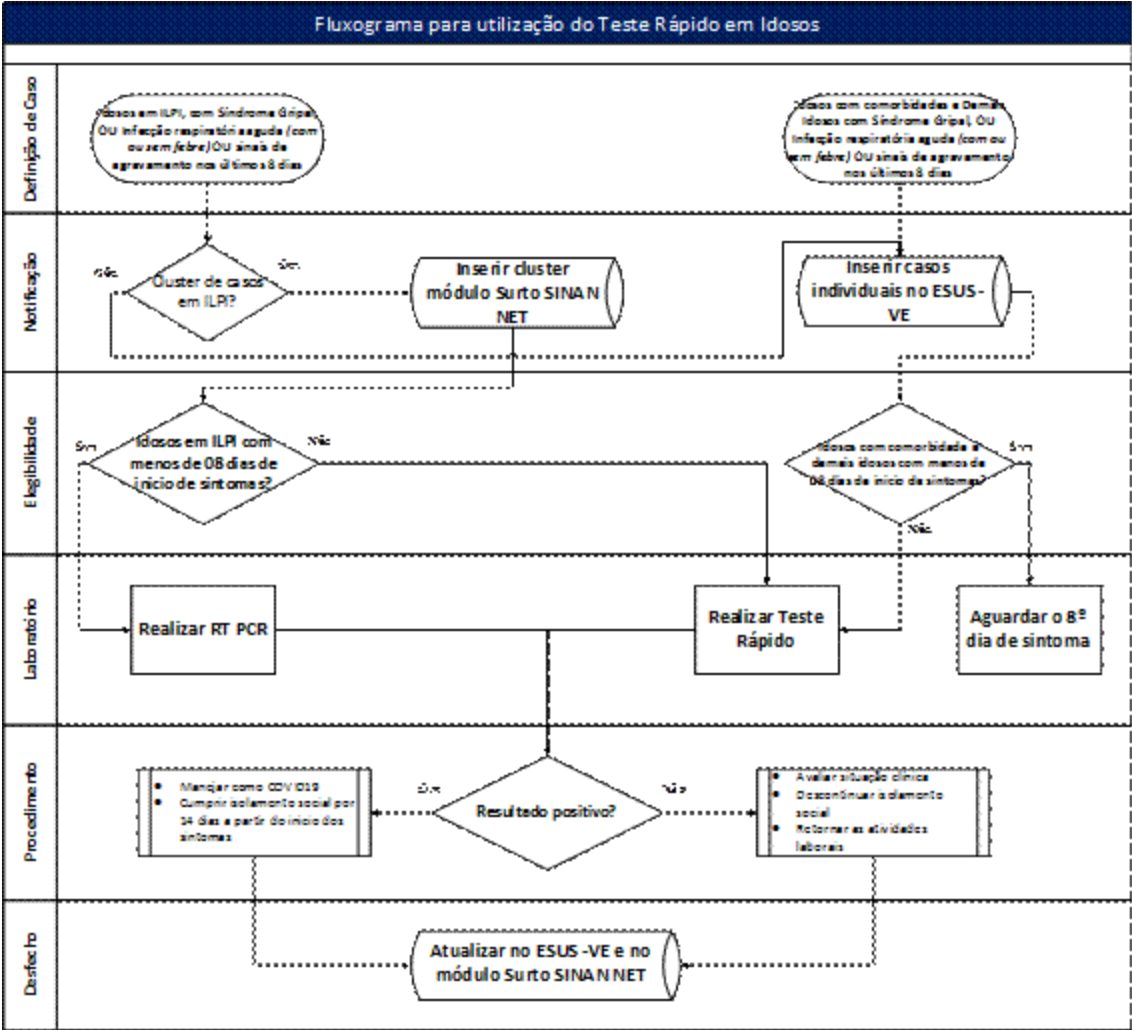 Fluxograma para utilização do Teste Rápido em Idosos
Definição de Caso
Idosos em ILPI, com Síndrome Gripal,
OU Infecção respiratória aguda (com
ou sem febre) OU sinais de
agravamento nos últimos 8 dias
Idosos com comorbidades e Demais
Idosos com Síndrome Gripal, OU
Infecção respiratória aguda (com ou
sem febre) OU sinais de agravamento
nos últimos 8 dias
Notificação
Não
Cluster de casos
em ILPI?
Sim
Inserir cluster
módulo Surto SINAN
NET
Inserir casos
individuais no ESUS-
VE
Elegibilidade
Sim
Idosos em ILPI com
menos de 08 dias de
início de sintomas?
Não
Idosos com comorbidade e
demais idosos com menos de
08 dias de início de sintomas?
Sim
Não
Laboratório
Realizar RT PCR
Realizar Teste
Rápido
Aguardar o 8º
dia de sintoma
Procedimento
• Manejar como COVID19
• Cumprir isolamento social por
14 dias a partir do início dos
sintomas
Sim
Resultado positivo?
Não
• Avaliar situação clínica
• Descontinuar isolamento
social
• Retornar as atividades
laborais
Desfecho
Atualizar no ESUS-VE e no
módulo Surto SINAN NET